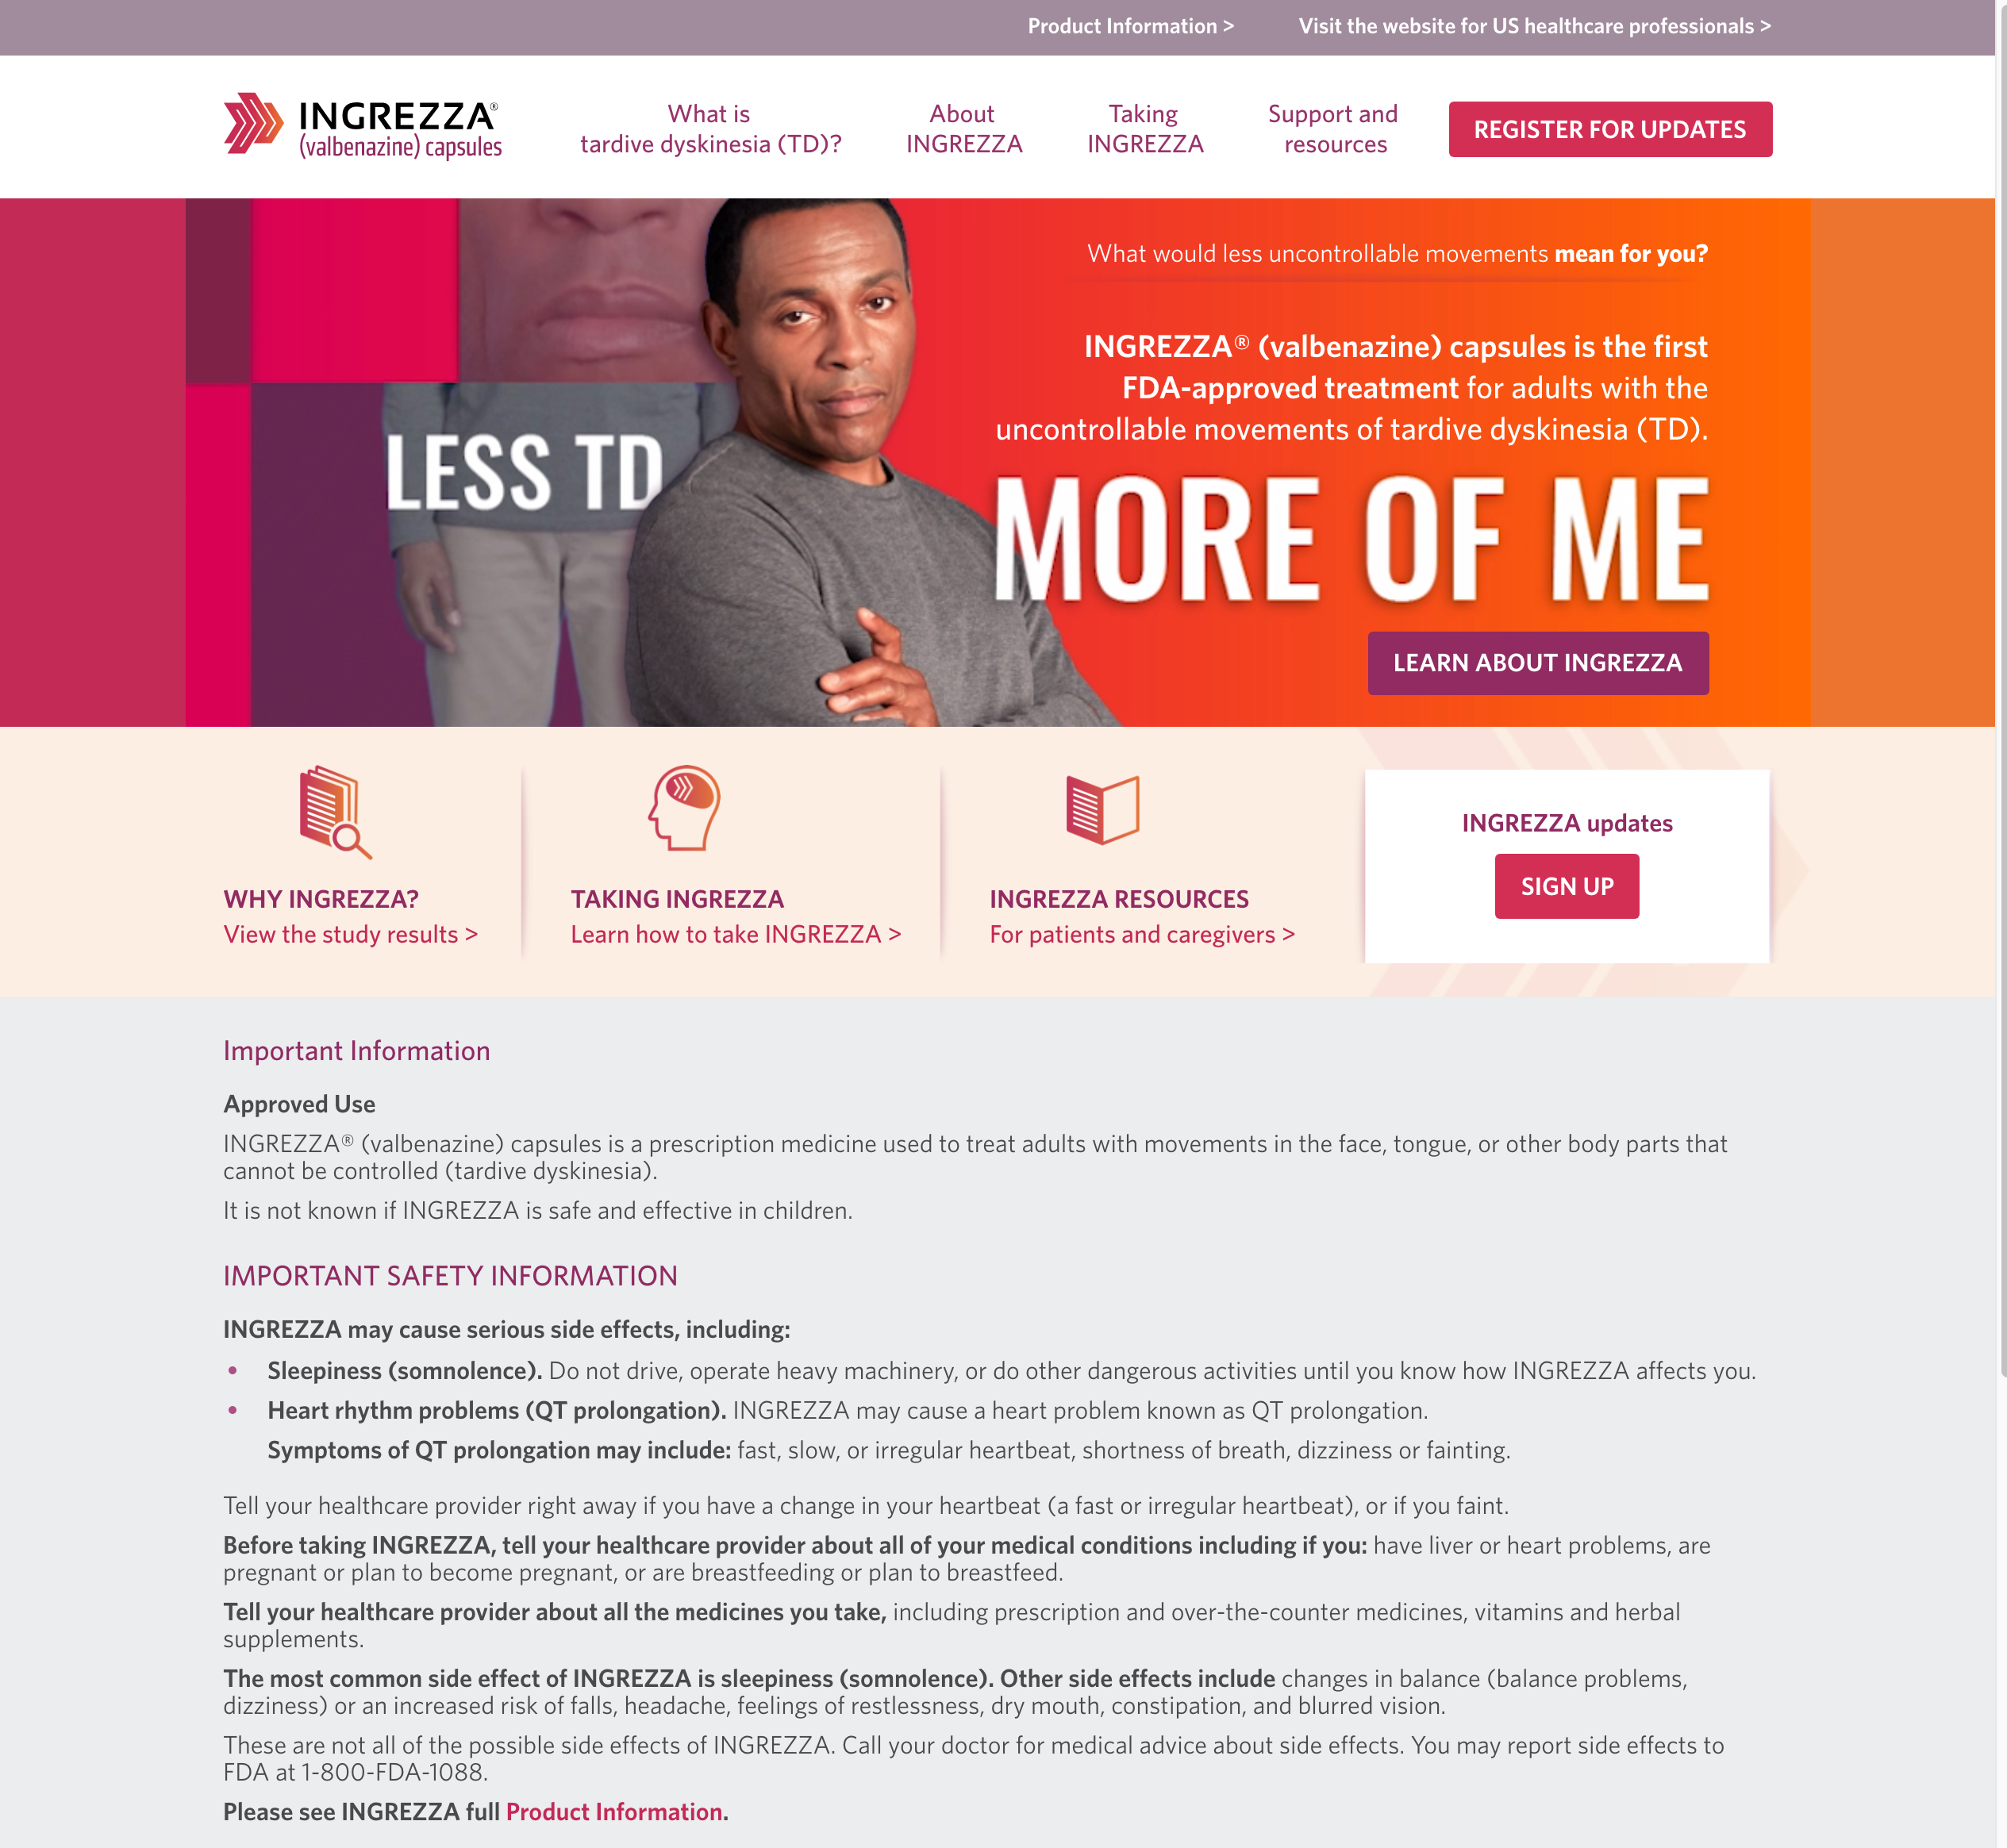 Product Information >
Visit the website for US healthcare professionals >
INGREZZA®
(valbenazine) capsules
What is
tardive dyskinesia (TD)?
About
INGREZZA
Taking
INGREZZA
Support and
resources
REGISTER FOR UPDATES
What would less uncontrollable movements mean for you?
INGREZZA® (valbenazine) capsules is the first
FDA-approved treatment for adults with the
uncontrollable movements of tardive dyskinesia (TD).
LESS TD
MORE OF ME
LEARN ABOUT INGREZZA
WHY INGREZZA?
View the study results >
TAKING INGREZZA
Learn how to take INGREZZA >
INGREZZA RESOURCES
For patients and caregivers >
INGREZZA updates
SIGN UP
Important Information
Approved Use
INGREZZA® (valbenazine) capsules is a prescription medicine used to treat adults with movements in the face, tongue, or other body parts that
cannot be controlled (tardive dyskinesia).
It is not known if INGREZZA is safe and effective in children.
IMPORTANT SAFETY INFORMATION
INGREZZA may cause serious side effects, including:
• Sleepiness (somnolence). Do not drive, operate heavy machinery, or do other dangerous activities until you know how INGREZZA affects you.
• Heart rhythm problems (QT prolongation). INGREZZA may cause a heart problem known as QT prolongation.
Symptoms of QT prolongation may include: fast, slow, or irregular heartbeat, shortness of breath, dizziness or fainting.
Tell your healthcare provider right away if you have a change in your heartbeat (a fast or irregular heartbeat), or if you faint.
Before taking INGREZZA, tell your healthcare provider about all of your medical conditions including if you: have liver or heart problems, are
pregnant or plan to become pregnant, or are breastfeeding or plan to breastfeed.
Tell your healthcare provider about all the medicines you take, including prescription and over-the-counter medicines, vitamins and herbal
supplements.
The most common side effect of INGREZZA is sleepiness (somnolence). Other side effects include changes in balance (balance problems,
dizziness) or an increased risk of falls, headache, feelings of restlessness, dry mouth, constipation, and blurred vision.
These are not all of the possible side effects of INGREZZA. Call your doctor for medical advice about side effects. You may report side effects to
FDA at 1-800-FDA-1088.
Please see INGREZZA full Product Information.